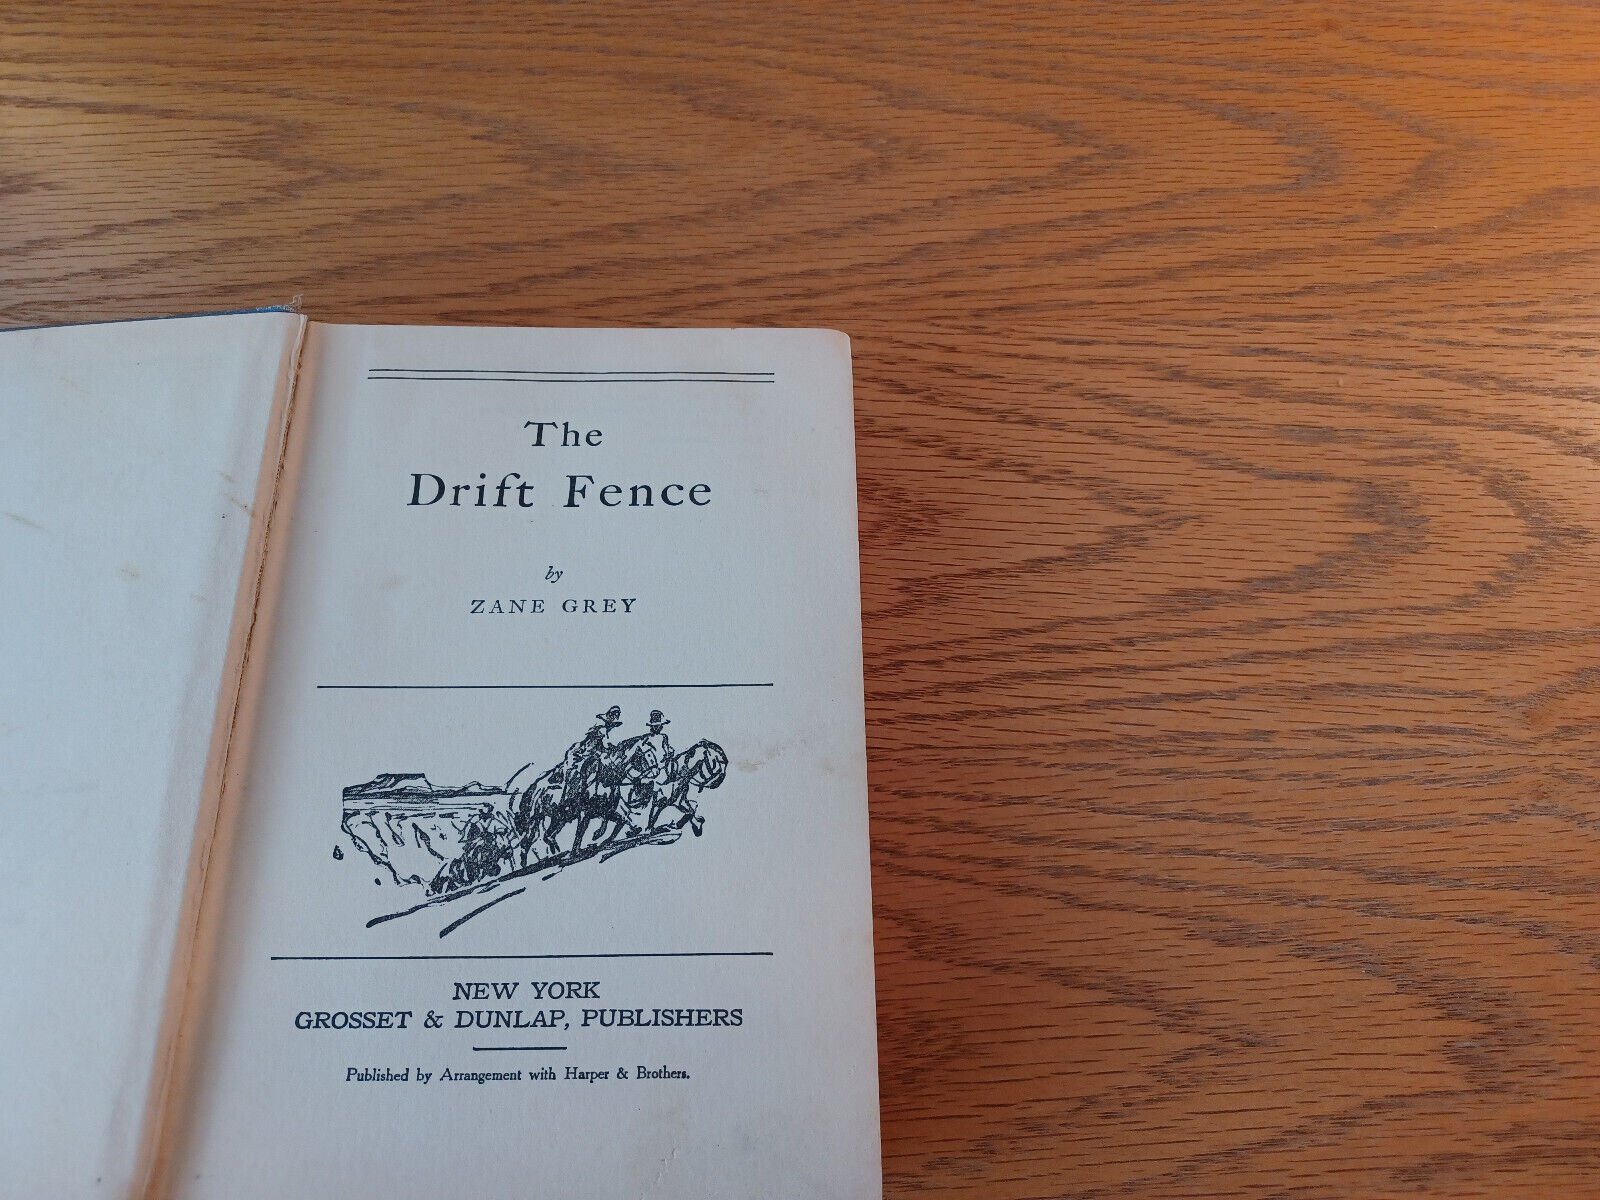 The
Drift Fence
by
ZANE GREY
NEW YORK
GROSSET & DUNLAP, PUBLISHERS
Published by Arrangement with Harper & Brothers.